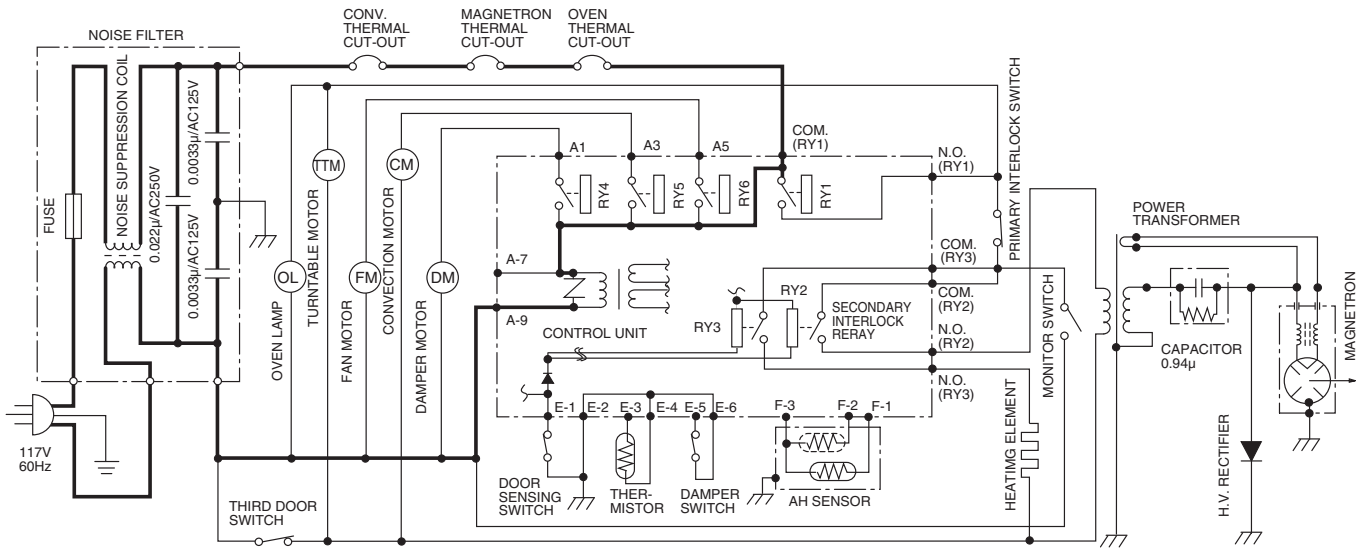 NOISE FILTER
CONV.
THERMAL
CUT-OUT
MAGNETRON
THERMAL
CUT-OUT
OVEN
THERMAL
CUT-OUT
FUSE
NOISE SUPPRESSION COIL
0.022μ/AC250V
0.0033μ/AC125V
0.0033μ/AC125V
117V
60Hz
OL
OVEN LAMP
TTM
TURNTABLE MOTOR
FM
FAN MOTOR
CM
CONVECTION MOTOR
DM
DAMPER MOTOR
A1
A3
A5
COM.
(RY1)
RY4
RY5
RY6
RY1
N.O.
(RY1)
PRIMARY INTERLOCK SWITCH
A-7
A-9
CONTROL UNIT
COM.
(RY3)
COM.
(RY2)
RY2
RY3
SECONDARY
INTERLOCK
RERAY
N.O.
(RY2)
N.O.
(RY3)
MONITOR SWITCH
E-1
E-2
E-3
E-4
E-5
E-6
F-3
F-2
F-1
DOOR
SENSING
SWITCH
THER-
MISTOR
DAMPER
SWITCH
AH SENSOR
HEATIMG ELEMENT
THIRD DOOR
SWITCH
POWER
TRANSFORMER
CAPACITOR
0.94μ
H.V. RECTIFIER
MAGNETRON